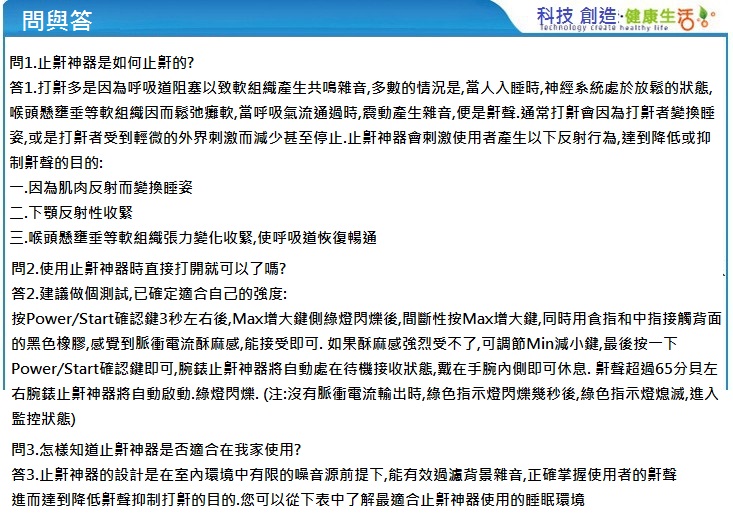 問與答
科技 創造·健康生活
Technology create healthy life
問1.止鼾神器是如何止鼾的?
答1.打鼾多是因為呼吸道阻塞以致軟組織產生共鳴雜音,多數的情況是,當人入睡時,神經系統處於放鬆的狀態,
喉頭懸壅垂等軟組織因而鬆弛癱軟,當呼吸氣流通過時,震動產生雜音,便是鼾聲.通常打鼾會因為打鼾者變換睡
姿,或是打鼾者受到輕微的外界刺激而減少甚至停止.止鼾神器會刺激使用者產生以下反射行為,達到降低或抑
制鼾聲的目的:
一.因為肌肉反射而變換睡姿
二.下顎反射性收緊
三.喉頭懸壅垂等軟組織張力變化收緊,使呼吸道恢復暢通
問2.使用止鼾神器時直接打開就可以了嗎?
答2.建議做個測試,已確定適合自己的強度:
按Power/Start確認鍵3秒左右後,Max增大鍵側綠燈閃爍後,間斷性按Max增大鍵,同時用食指和中指接觸背面
的黑色橡膠,感覺到脈衝電流酥麻感,能接受即可. 如果酥麻感強烈受不了,可調節Min減小鍵,最後按一下
Power/Start確認鍵即可,腕錶止鼾神器將自動處在待機接收狀態,戴在手腕內側即可休息. 鼾聲超過65分貝左
右腕錶止鼾神器將自動啟動.綠燈閃爍. (注:沒有脈衝電流輸出時,綠色指示燈閃爍幾秒後,綠色指示燈熄滅,進入
監控狀態)
問3.怎樣知道止鼾神器是否適合在我家使用?
答3.止鼾神器的設計是在室內環境中有限的噪音源前提下,能有效過濾背景雜音,正確掌握使用者的鼾聲
進而達到降低鼾聲抑制打鼾的目的.您可以從下表中了解最適合止鼾神器使用的睡眠環境